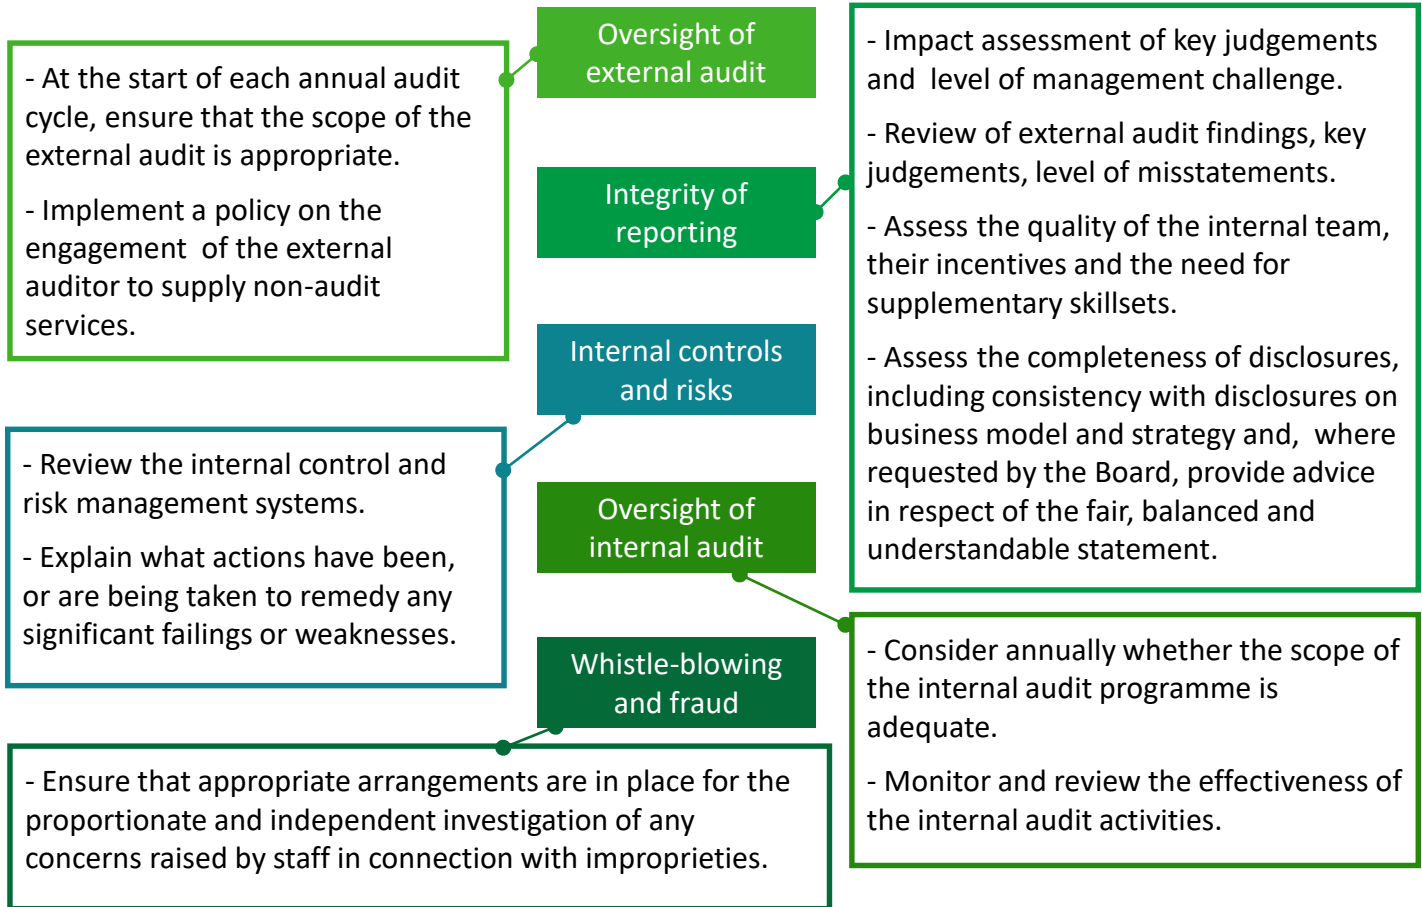 Oversight of
external audit
- At the start of each annual audit
cycle, ensure that the scope of the
external audit is appropriate.
- Implement a policy on the
engagement of the external
auditor to supply non-audit
services.
Integrity of
reporting
- Impact assessment of key judgements
and level of management challenge.
- Review of external audit findings, key
judgements, level of misstatements.
- Assess the quality of the internal team,
their incentives and the need for
supplementary skillsets.
- Assess the completeness of disclosures,
including consistency with disclosures on
business model and strategy and, where
requested by the Board, provide advice
in respect of the fair, balanced and
understandable statement.
Internal controls
and risks
- Review the internal control and
risk management systems.
- Explain what actions have been,
or are being taken to remedy any
significant failings or weaknesses.
Oversight of
internal audit
- Consider annually whether the scope of
the internal audit programme is
adequate.
- Monitor and review the effectiveness of
the internal audit activities.
Whistle-blowing
and fraud
- Ensure that appropriate arrangements are in place for the
proportionate and independent investigation of any
concerns raised by staff in connection with improprieties.